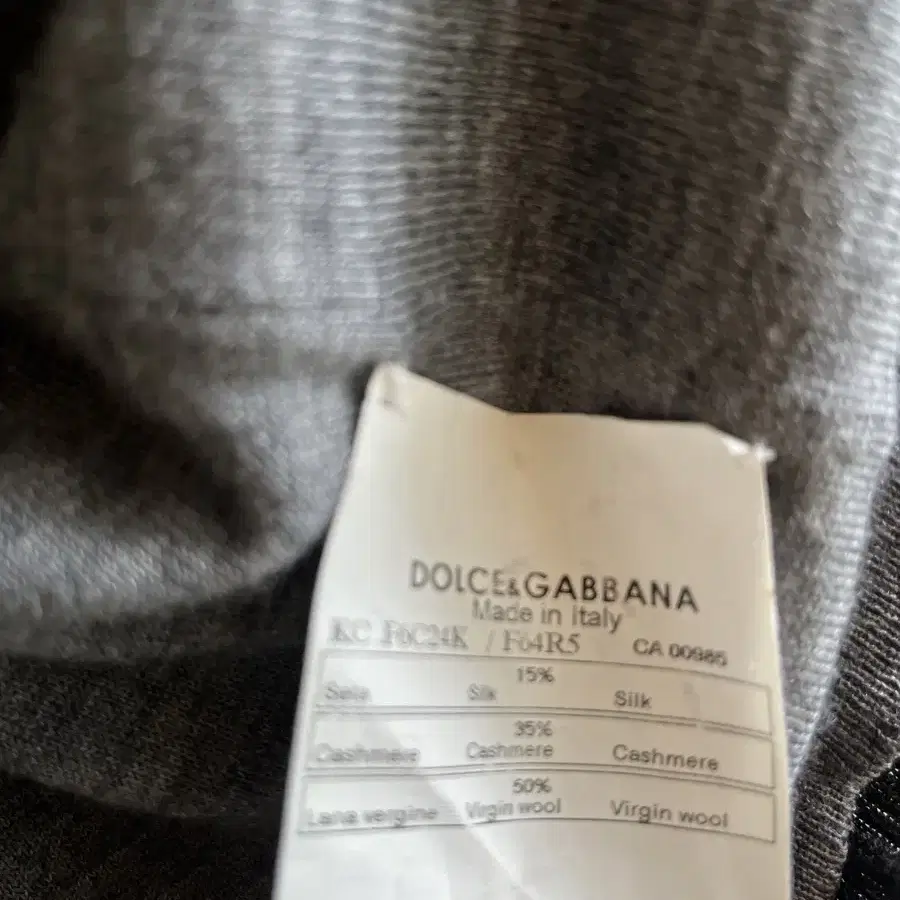 DOLCE&GABBANA
Made in Italy
KC F6C24K / F64R5 CA 00985
15%
Seta Silk Silk
35%
Cashmere Cashmere Cashmere
50%
Lana vergine Virgin wool Virgin wool